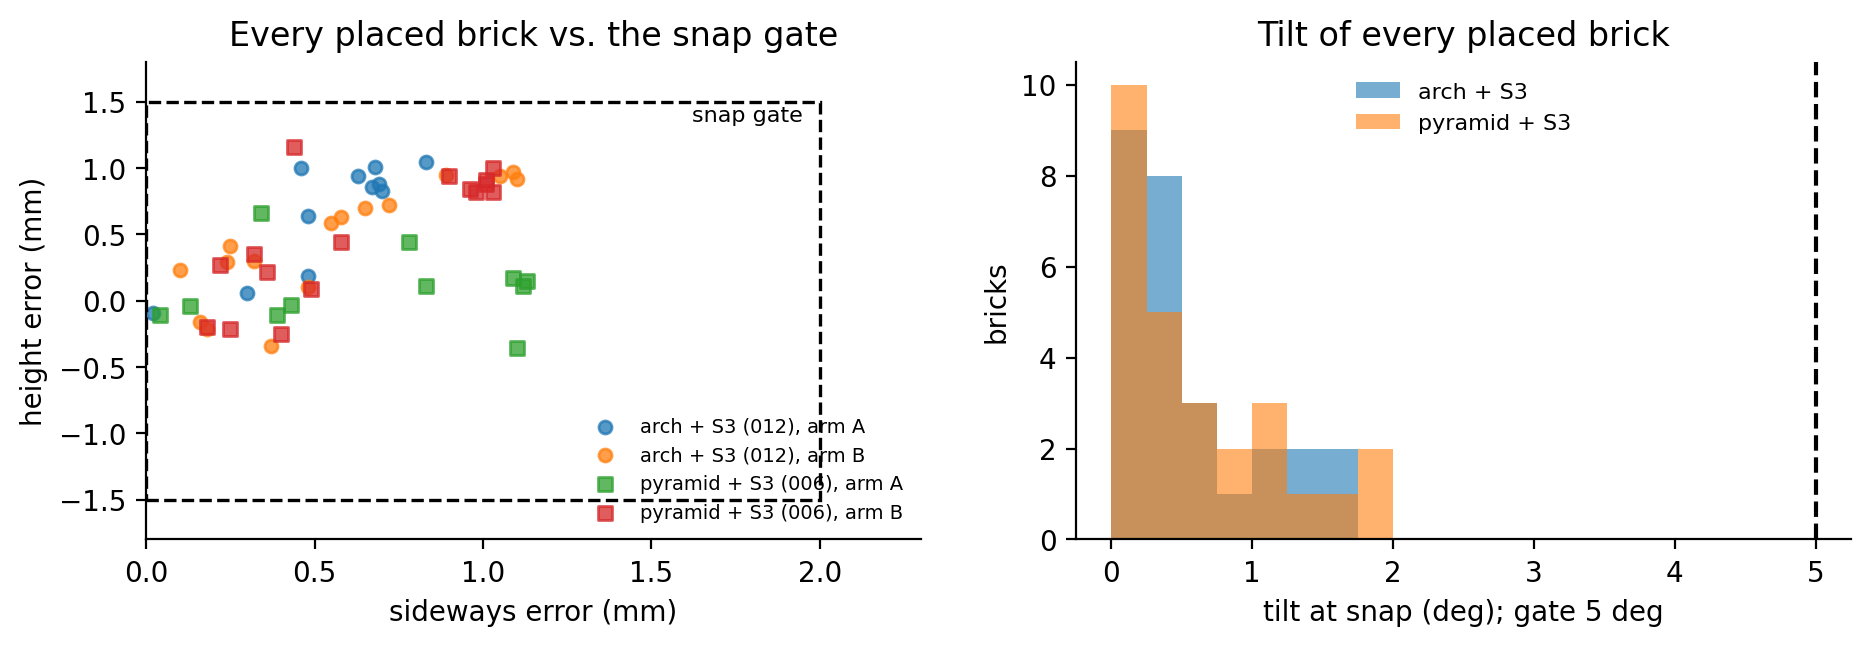 Every placed brick vs. the snap gate
height error (mm)
1.5
1.0
0.5
0.0
−0.5
−1.0
−1.5
snap gate
arch + S3 (012), arm A
arch + S3 (012), arm B
pyramid + S3 (006), arm A
pyramid + S3 (006), arm B
0.0 0.5 1.0 1.5 2.0
sideways error (mm)
Tilt of every placed brick
bricks
10
8
6
4
2
0
arch + S3
pyramid + S3
0 1 2 3 4 5
tilt at snap (deg); gate 5 deg